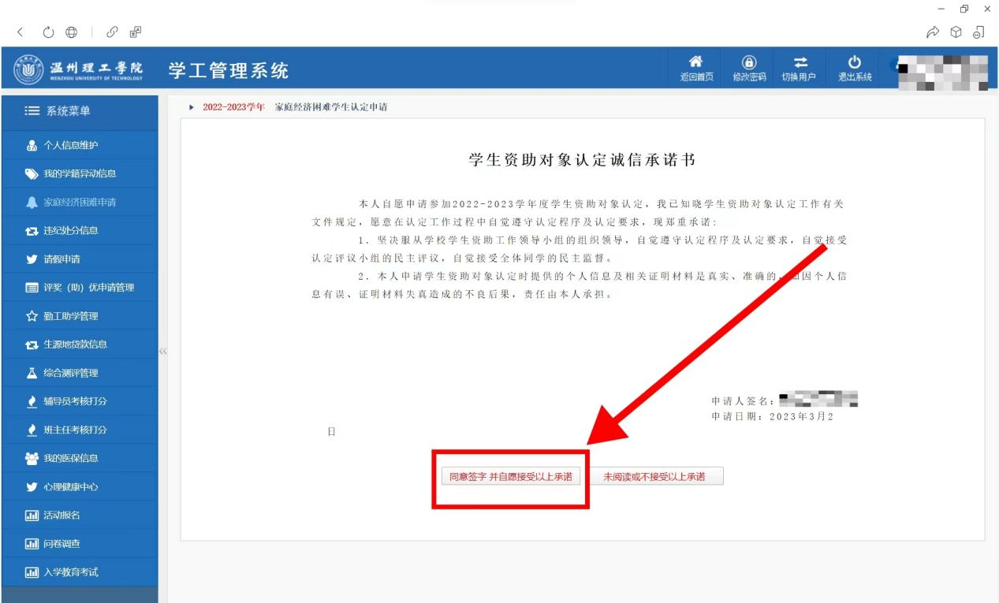 温州理工學院
WENZHOU UNIVERSITY OF TECHNOLOGY
学工管理系统
返回首页
修改密码
切换用户
退出系统
系统菜单
个人信息维护
我的学籍异动信息
家庭经济困难申请
违纪处分信息
请假申请
评奖（助）优申请管理
勤工助学管理
生源地贷款信息
综合测评管理
辅导员考核打分
班主任考核打分
我的医保信息
心理健康中心
活动报名
问卷调查
入学教育考试
2022-2023学年 家庭经济困难学生认定申请
学生资助对象认定诚信承诺书
本人自愿申请参加2022-2023学年度学生资助对象认定，我已知晓学生资助对象认定工作有关
文件规定，愿意在认定工作过程中自觉遵守认定程序及认定要求，现郑重承诺：
1. 坚决服从学校学生资助工作领导小组的组织领导，自觉遵守认定程序及认定要求，自觉接受
认定评议小组的民主评议，自觉接受全体同学的民主监督。
2. 本人申请学生资助对象认定时提供的个人信息及相关证明材料是真实、准确的，如因个人信
息有误、证明材料失真造成的不良后果，责任由本人承担。
申请人签名：
申请日期：2023年3月2
日
同意签字 并自愿接受以上承诺
未阅读或不接受以上承诺